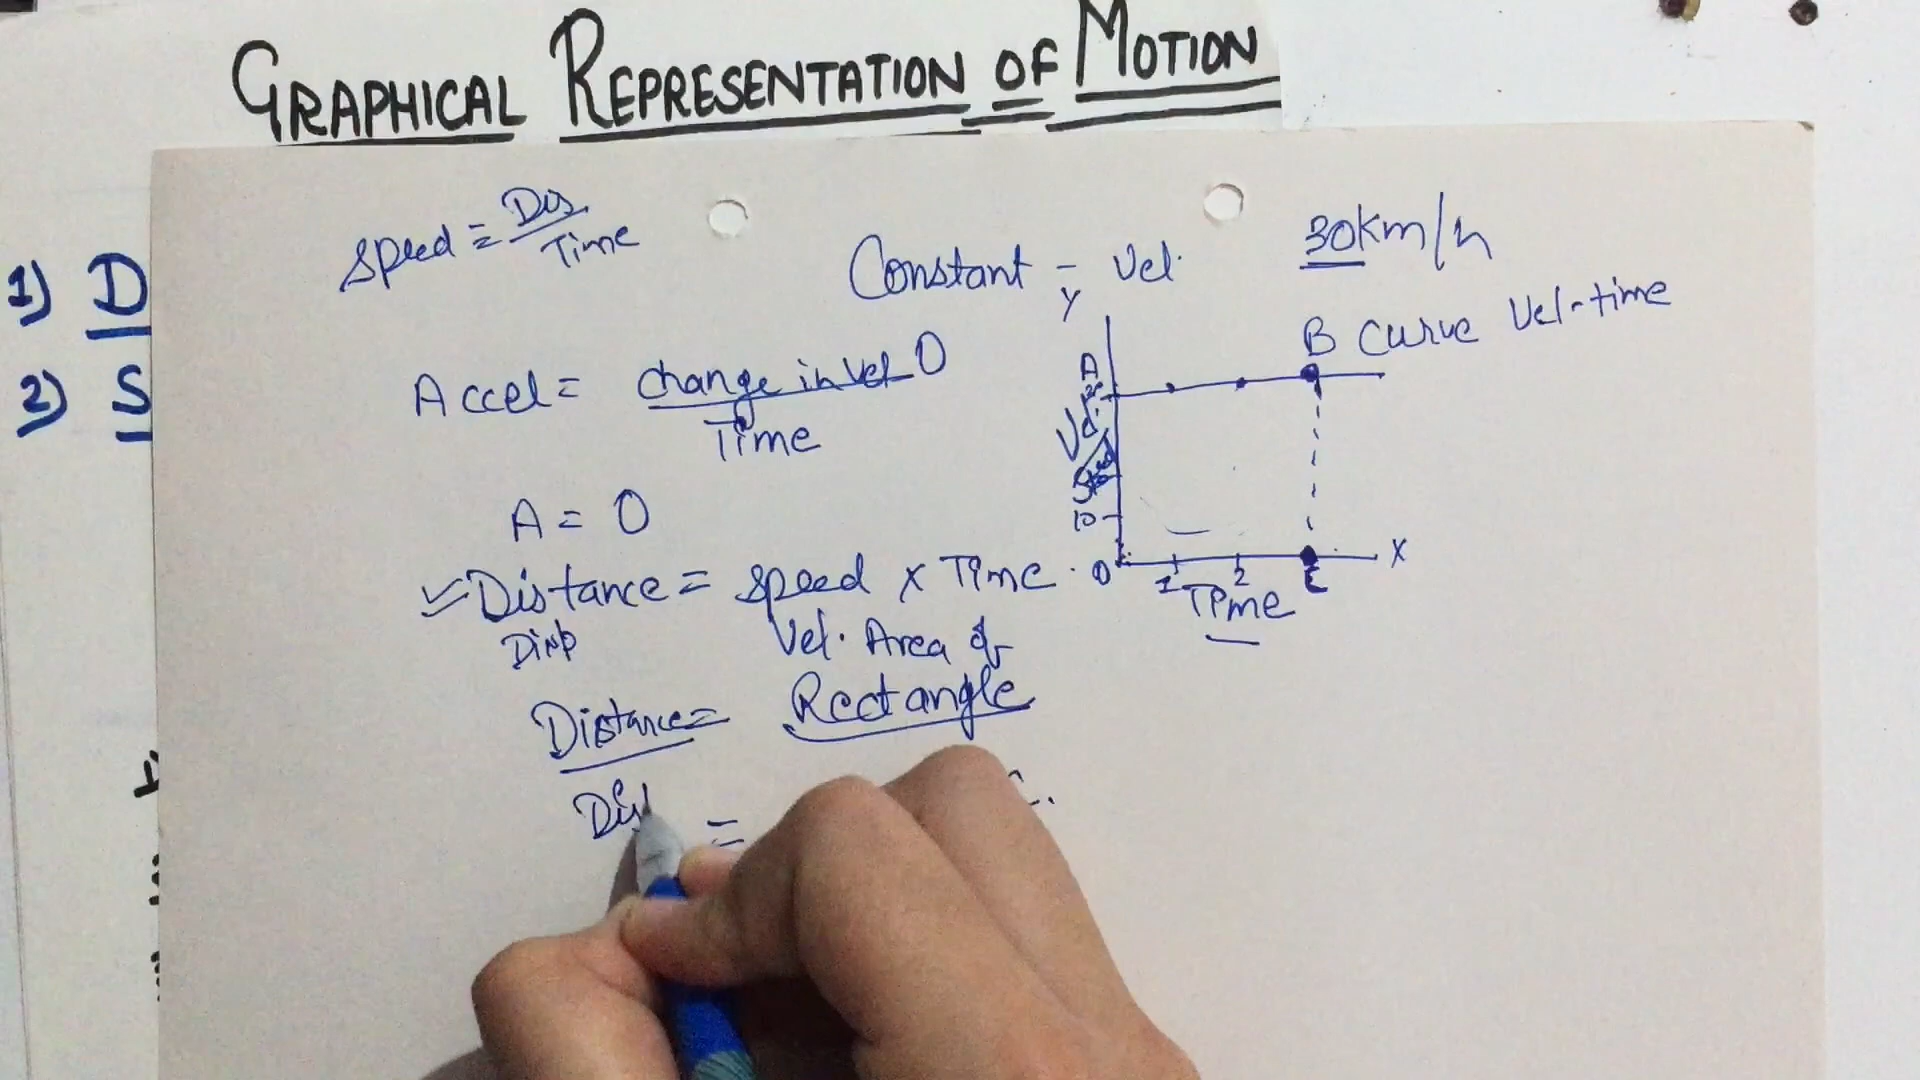 GRAPHICAL REPRESENTATION OF MOTION
1) D
2) S
Speed = Dis / Time
Constant - Vel.
30km/h
Accel = change in vel 0 / Time
A = 0
Distance = Speed x Time.
Disp
Vel. Area of
Distance = Rectangle
Dis =
Y
A
B Curve Vel-time
Vel.
Speed
10
0
1
2
X
Time